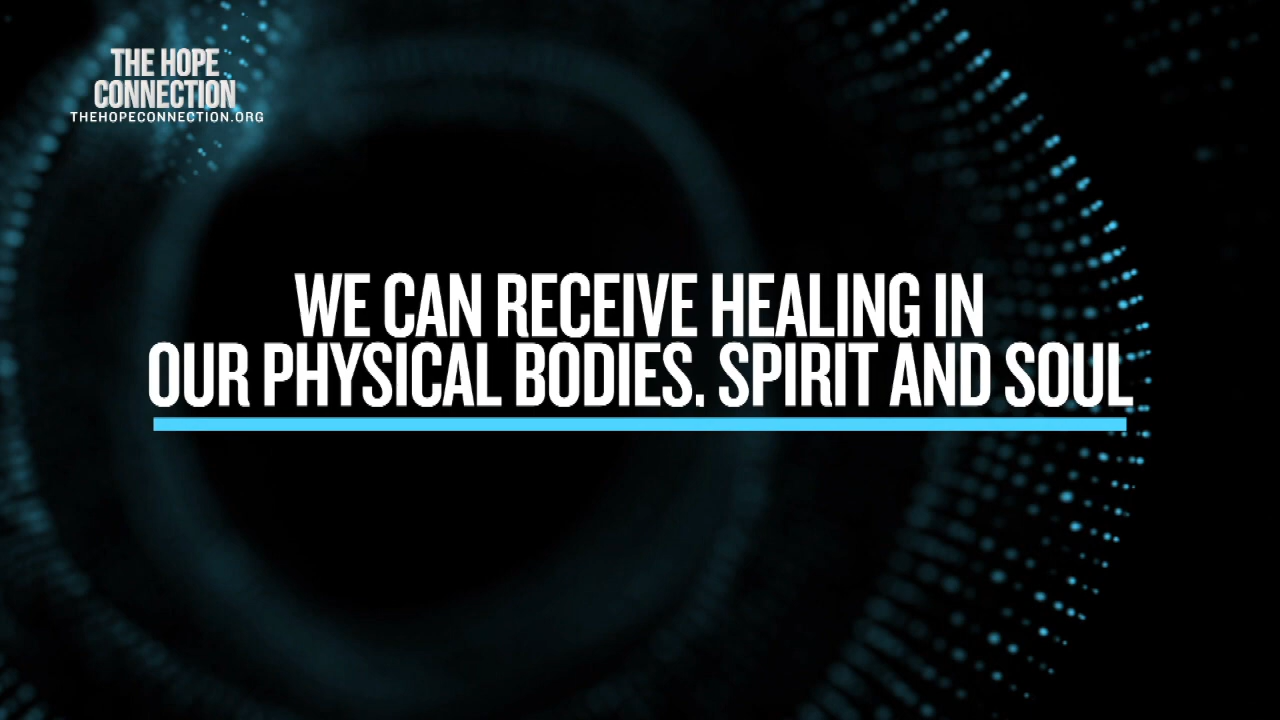 THE HOPE
CONNECTION
THEHOPECONNECTION.ORG
WE CAN RECEIVE HEALING IN
OUR PHYSICAL BODIES. SPIRIT AND SOUL